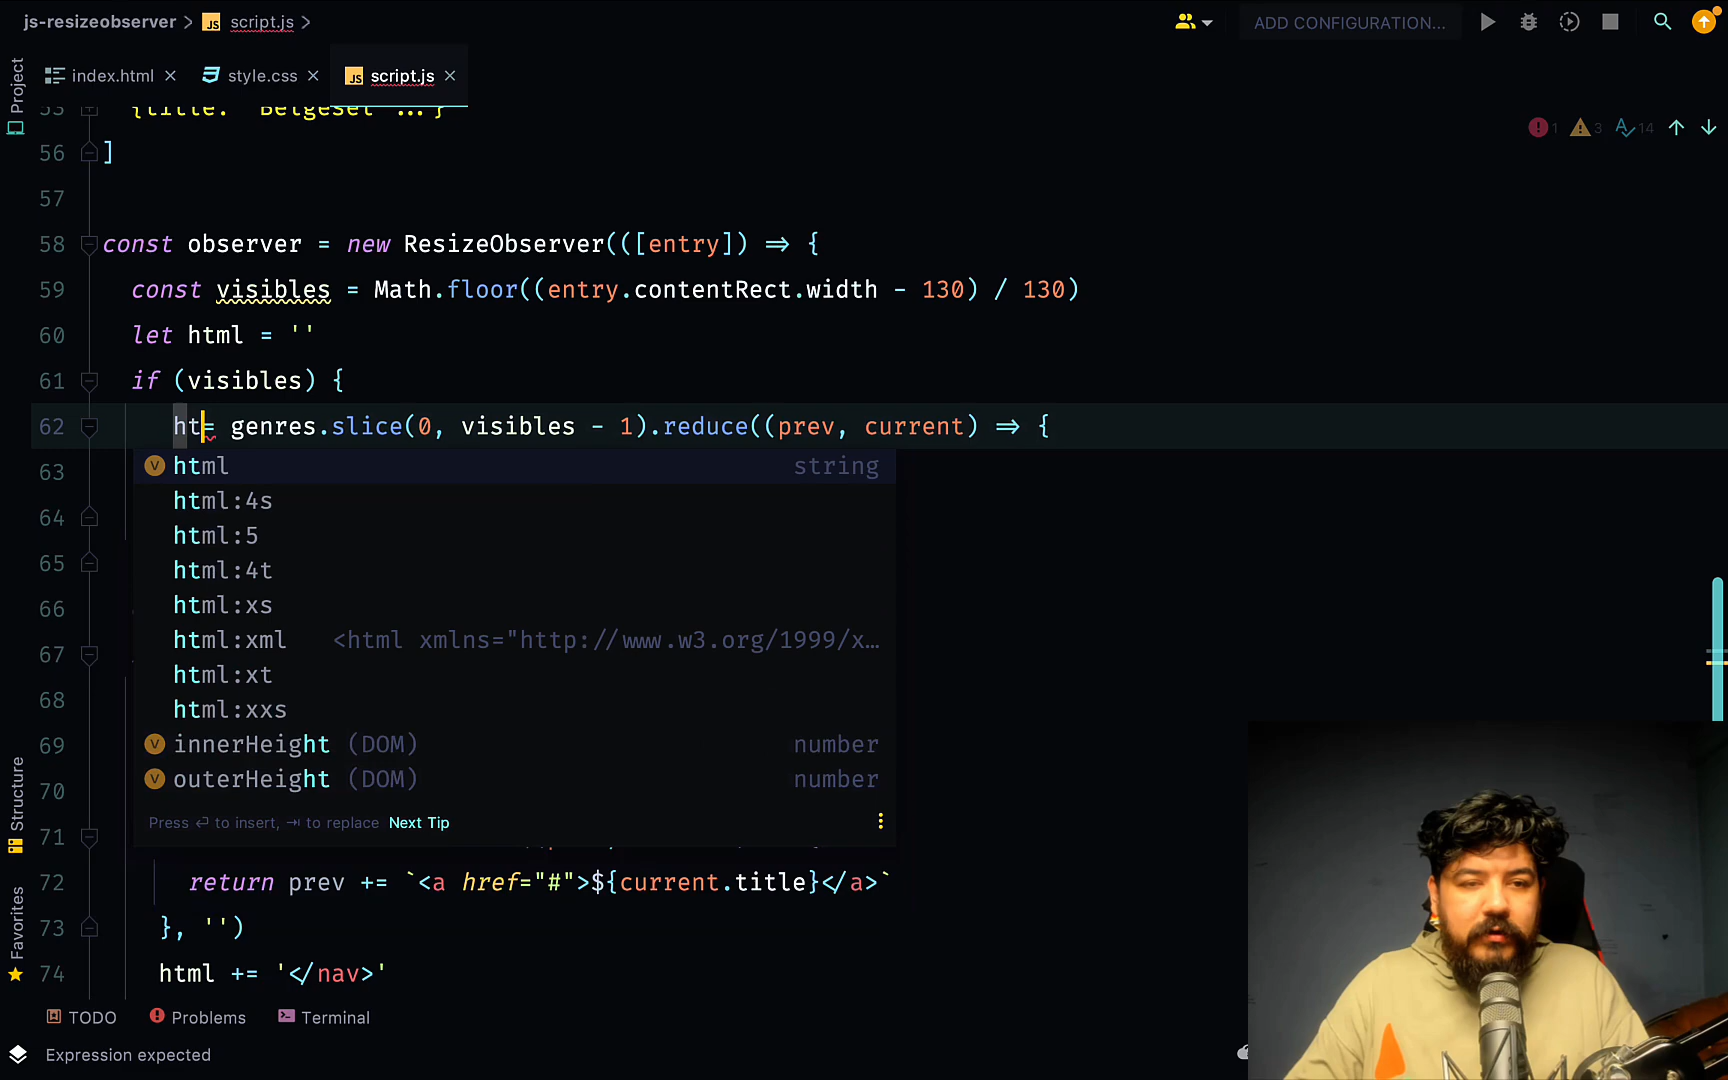 js-resizeobserver > JS script.js >
ADD CONFIGURATION...
Project
index.html
style.css
JS script.js
55 {title: 'Belgesel' ...}
1 3 14
56 ]
57
58 const observer = new ResizeObserver(([entry]) => {
59 const visibles = Math.floor((entry.contentRect.width - 130) / 130)
60 let html = ''
61 if (visibles) {
62 ht= genres.slice(0, visibles - 1).reduce((prev, current) => {
63
html string
html:4s
64
html:5
65
html:4t
66
html:xs
67
html:xml <html xmlns="http://www.w3.org/1999/x…
html:xt
68
html:xxs
69
innerHeight (DOM) number
70
outerHeight (DOM) number
Press ⏎ to insert, ⇥ to replace Next Tip
71
72 return prev += `<a href="#">${current.title}</a>`
73 }, '')
74 html += '</nav>'
Structure
Favorites
TODO
Problems
Terminal
Expression expected